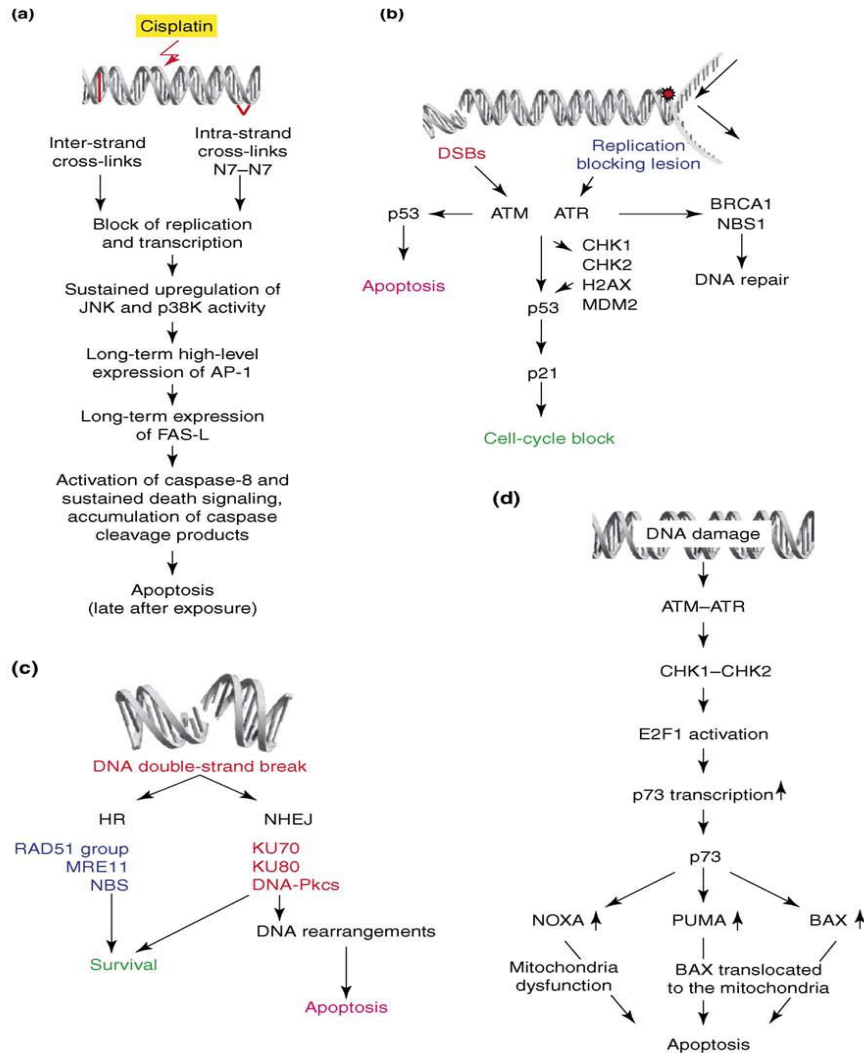 (a)
Cisplatin
Inter-strand
cross-links
Intra-strand
cross-links
N7–N7
Block of replication
and transcription
Sustained upregulation of
JNK and p38K activity
Long-term high-level
expression of AP-1
Long-term expression
of FAS-L
Activation of caspase-8 and
sustained death signaling,
accumulation of caspase
cleavage products
Apoptosis
(late after exposure)
(b)
DSBs
Replication
blocking lesion
p53
ATM
ATR
BRCA1
NBS1
Apoptosis
CHK1
CHK2
H2AX
MDM2
DNA repair
p53
p21
Cell-cycle block
(c)
DNA double-strand break
HR
NHEJ
RAD51 group
MRE11
NBS
KU70
KU80
DNA-Pkcs
DNA rearrangements
Survival
Apoptosis
(d)
DNA damage
ATM–ATR
CHK1–CHK2
E2F1 activation
p73 transcription
p73
NOXA
PUMA
BAX
Mitochondria
dysfunction
BAX translocated
to the mitochondria
Apoptosis